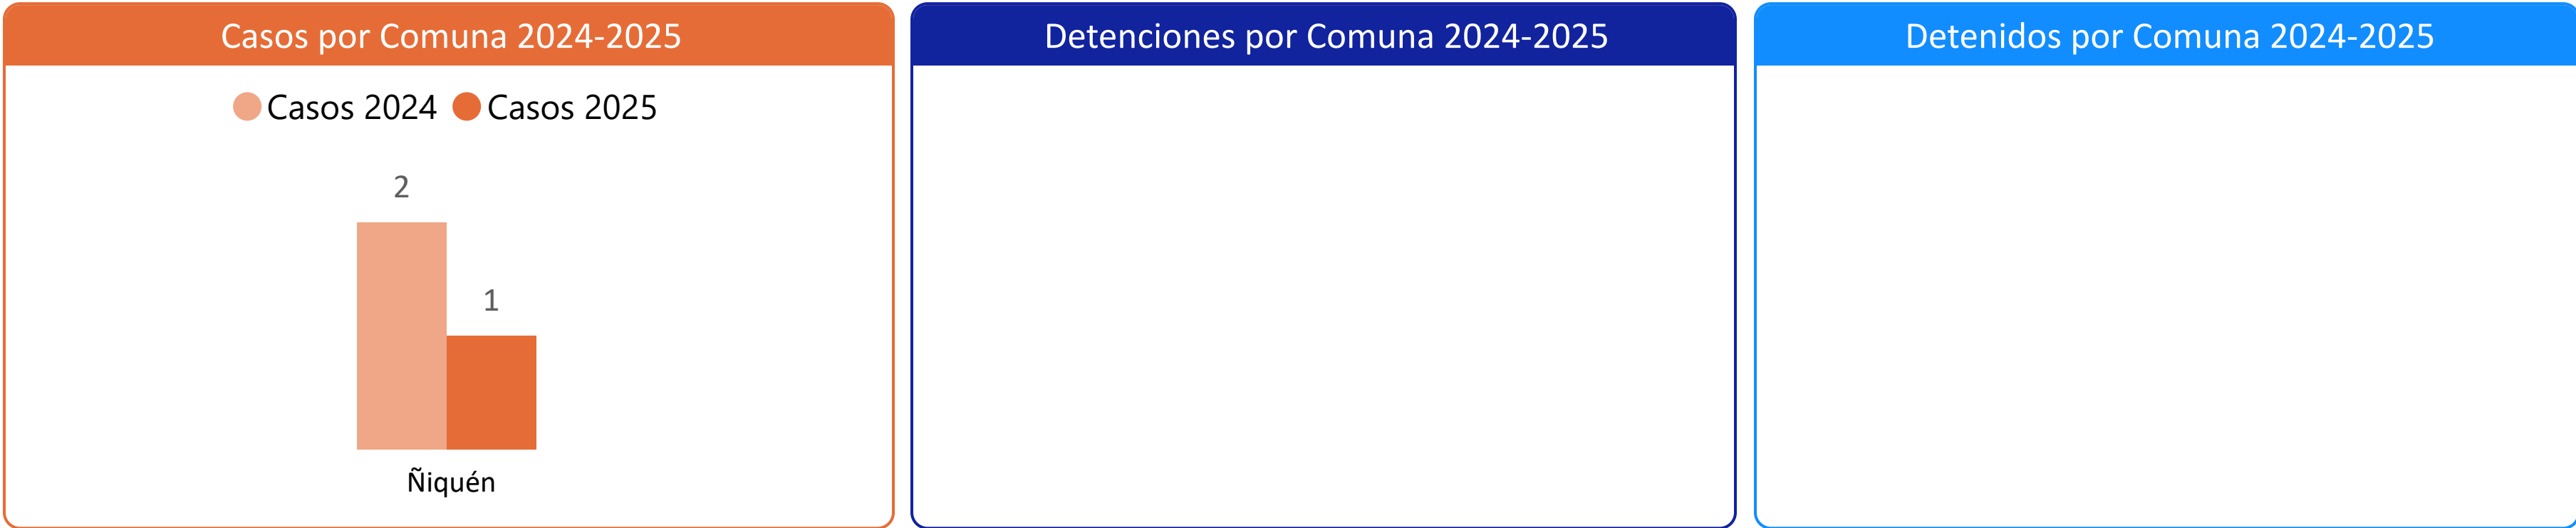 Casos por Comuna 2024-2025
Casos 2024 Casos 2025
2
1
Ñiquén
Detenciones por Comuna 2024-2025
Detenidos por Comuna 2024-2025